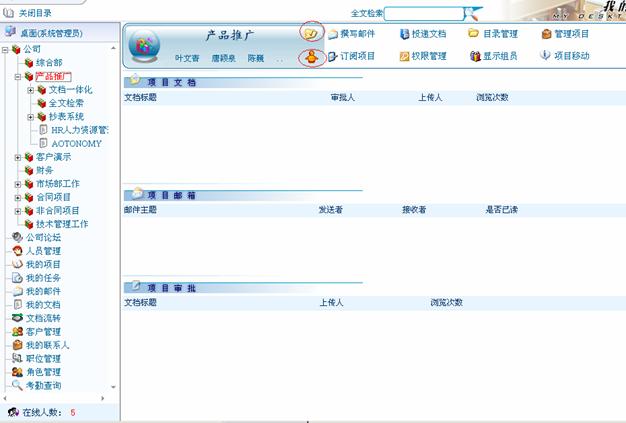 关闭目录
全文检索
我的
MY DESKT
桌面(系统管理员)
公司
综合部
产品推广
文档一体化
全文检索
抄表系统
HR人力资源管
AOTONOMY
客户演示
财务
市场部工作
合同项目
非合同项目
技术管理工作
公司论坛
人员管理
我的项目
我的任务
我的邮件
我的文档
文档流转
客户管理
我的联系人
职位管理
角色管理
考勤查询
在线人数: 5
产品推广
叶文青 唐颖泉 陈巍 ..
撰写邮件 投递文档 目录管理 管理项目
订阅项目 权限管理 显示组员 项目移动
项目文档
文档标题 审批人 上传人 浏览次数
项目邮箱
邮件主题 发送者 接收者 是否已读
项目审批
文档标题 上传人 浏览次数